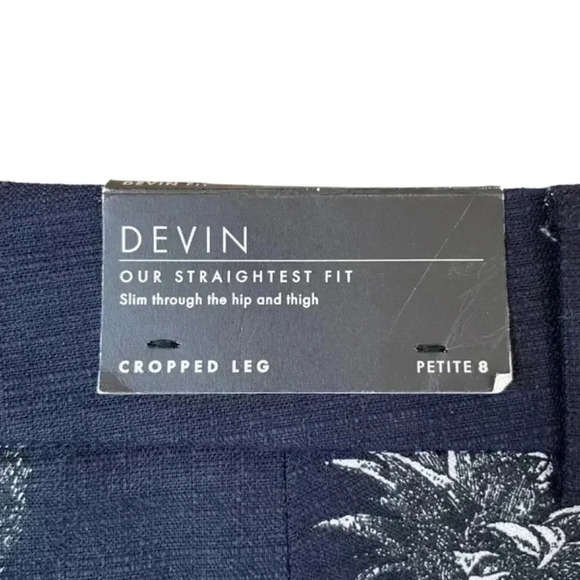 DEVIN
OUR STRAIGHTEST FIT
Slim through the hip and thigh
CROPPED LEG PETITE 8